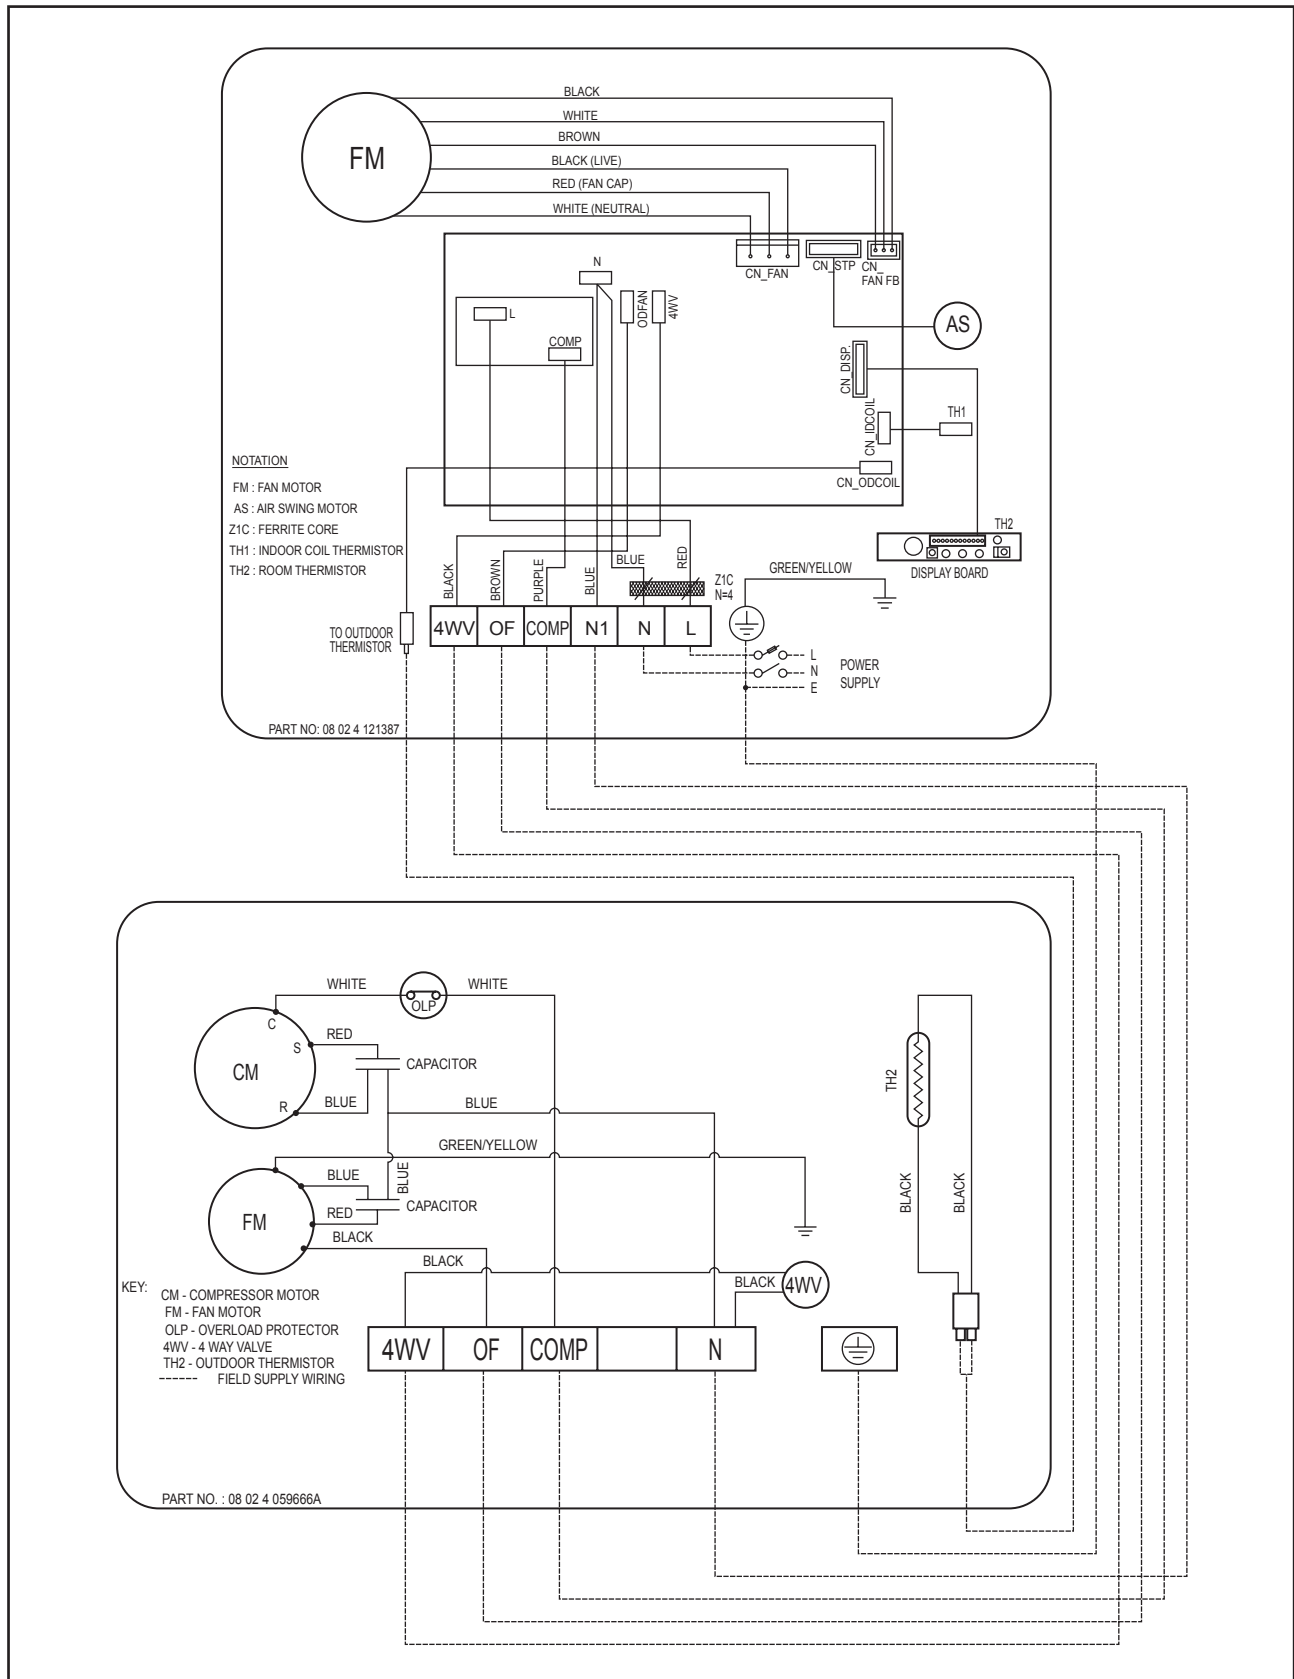 BLACK
WHITE
BROWN
FM
BLACK (LIVE)
RED (FAN CAP)
WHITE (NEUTRAL)
N
CN_FAN
CN_STP
CN_
FAN FB
ODFAN
4WV
L
COMP
AS
CN_DISP.
CN_IDCOIL
TH1
CN_ODCOIL
NOTATION
FM : FAN MOTOR
AS : AIR SWING MOTOR
Z1C : FERRITE CORE
TH1 : INDOOR COIL THERMISTOR
TH2 : ROOM THERMISTOR
TH2
DISPLAY BOARD
BLACK
BROWN
PURPLE
BLUE
BLUE
RED
Z1C
N=4
GREEN/YELLOW
TO OUTDOOR
THERMISTOR
4WV OF COMP N1 N L
L
N
E
POWER
SUPPLY
PART NO: 08 02 4 121387
WHITE
OLP
WHITE
C
S
R
CM
RED
CAPACITOR
BLUE
BLUE
TH2
GREEN/YELLOW
BLUE
BLUE
CAPACITOR
RED
FM
BLACK
BLACK
BLACK
BLACK
BLACK
4WV
KEY:
CM - COMPRESSOR MOTOR
FM - FAN MOTOR
OLP - OVERLOAD PROTECTOR
4WV - 4 WAY VALVE
TH2 - OUTDOOR THERMISTOR
------ FIELD SUPPLY WIRING
4WV OF COMP N
PART NO. : 08 02 4 059666A